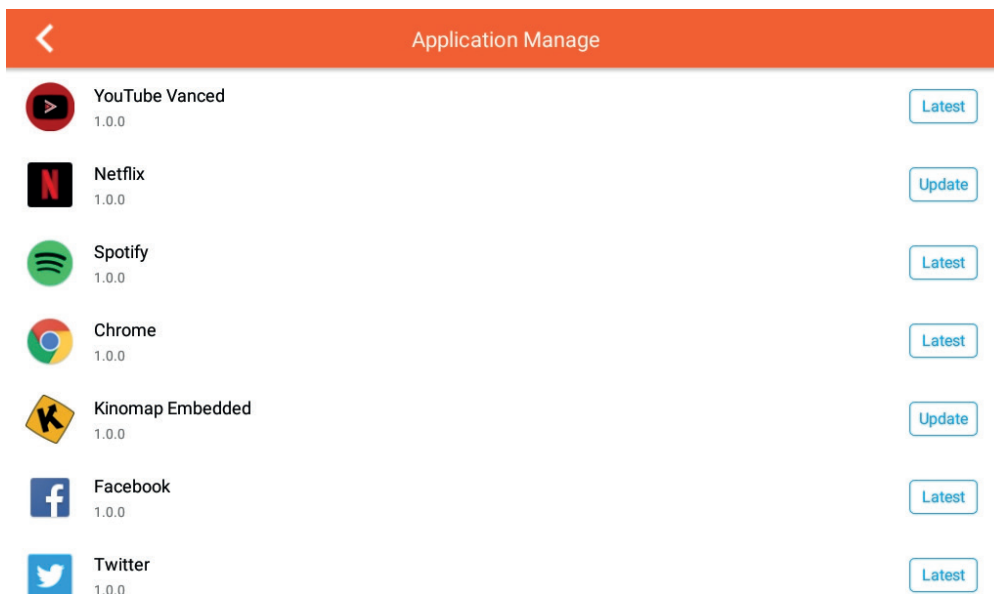 Application Manage
YouTube Vanced
1.0.0
Latest
Netflix
1.0.0
Update
Spotify
1.0.0
Latest
Chrome
1.0.0
Latest
Kinomap Embedded
1.0.0
Update
Facebook
1.0.0
Latest
Twitter
1.0.0
Latest